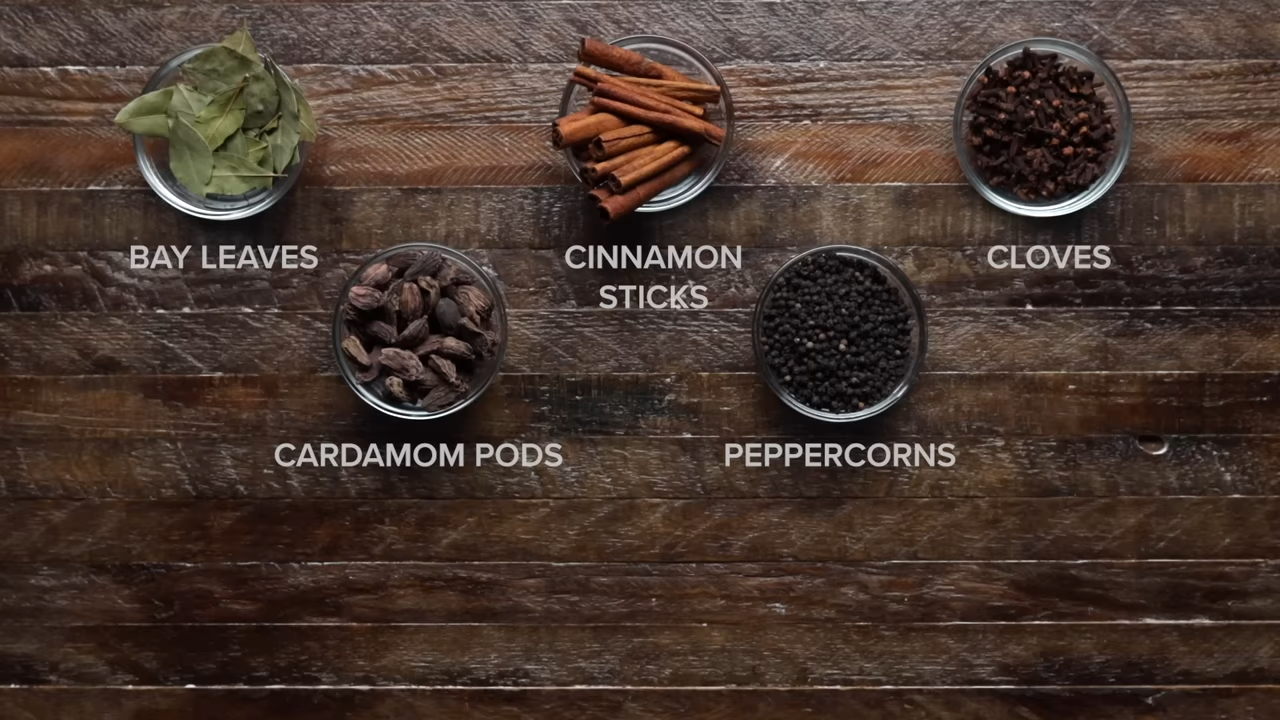 BAY LEAVES
CINNAMON
STICKS
CLOVES
CARDAMOM PODS
PEPPERCORNS